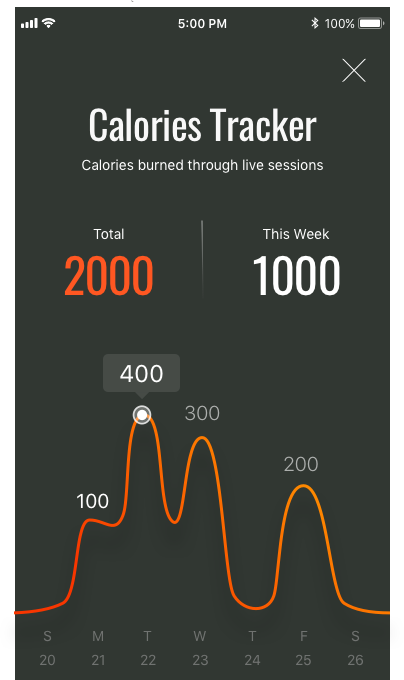 5:00 PM 100%
Calories Tracker
Calories burned through live sessions
Total This Week
2000 1000
400
300
200
100
S M T W T F S
20 21 22 23 24 25 26